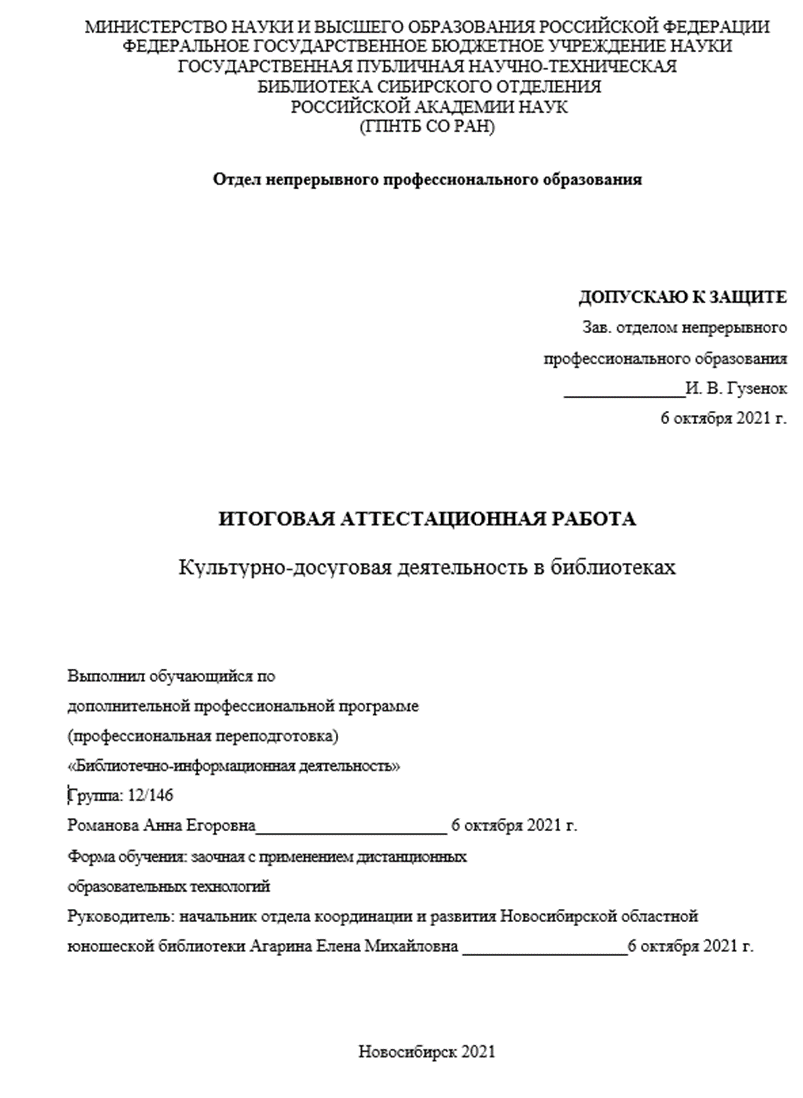 МИНИСТЕРСТВО НАУКИ И ВЫСШЕГО ОБРАЗОВАНИЯ РОССИЙСКОЙ ФЕДЕРАЦИИ
ФЕДЕРАЛЬНОЕ ГОСУДАРСТВЕННОЕ БЮДЖЕТНОЕ УЧРЕЖДЕНИЕ НАУКИ
ГОСУДАРСТВЕННАЯ ПУБЛИЧНАЯ НАУЧНО-ТЕХНИЧЕСКАЯ
БИБЛИОТЕКА СИБИРСКОГО ОТДЕЛЕНИЯ
РОССИЙСКОЙ АКАДЕМИИ НАУК
(ГПНТБ СО РАН)
Отдел непрерывного профессионального образования
ДОПУСКАЮ К ЗАЩИТЕ
Зав. отделом непрерывного
профессионального образования
______________И. В. Гузенок
6 октября 2021 г.
ИТОГОВАЯ АТТЕСТАЦИОННАЯ РАБОТА
Культурно-досуговая деятельность в библиотеках
Выполнил обучающийся по
дополнительной профессиональной программе
(профессиональная переподготовка)
«Библиотечно-информационная деятельность»
Группа: 12/146
Романова Анна Егоровна______________________ 6 октября 2021 г.
Форма обучения: заочная с применением дистанционных
образовательных технологий
Руководитель: начальник отдела координации и развития Новосибирской областной
юношеской библиотеки Агарина Елена Михайловна ___________________6 октября 2021 г.
Новосибирск 2021